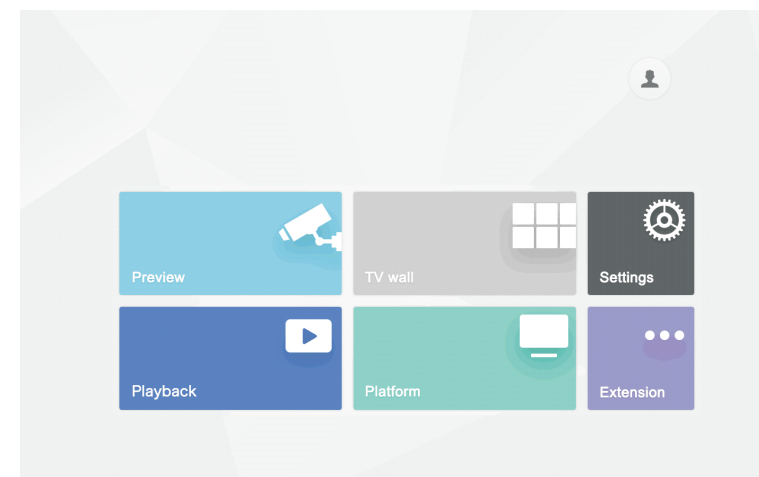 Preview
TV wall
Settings
Playback
Platform
Extension